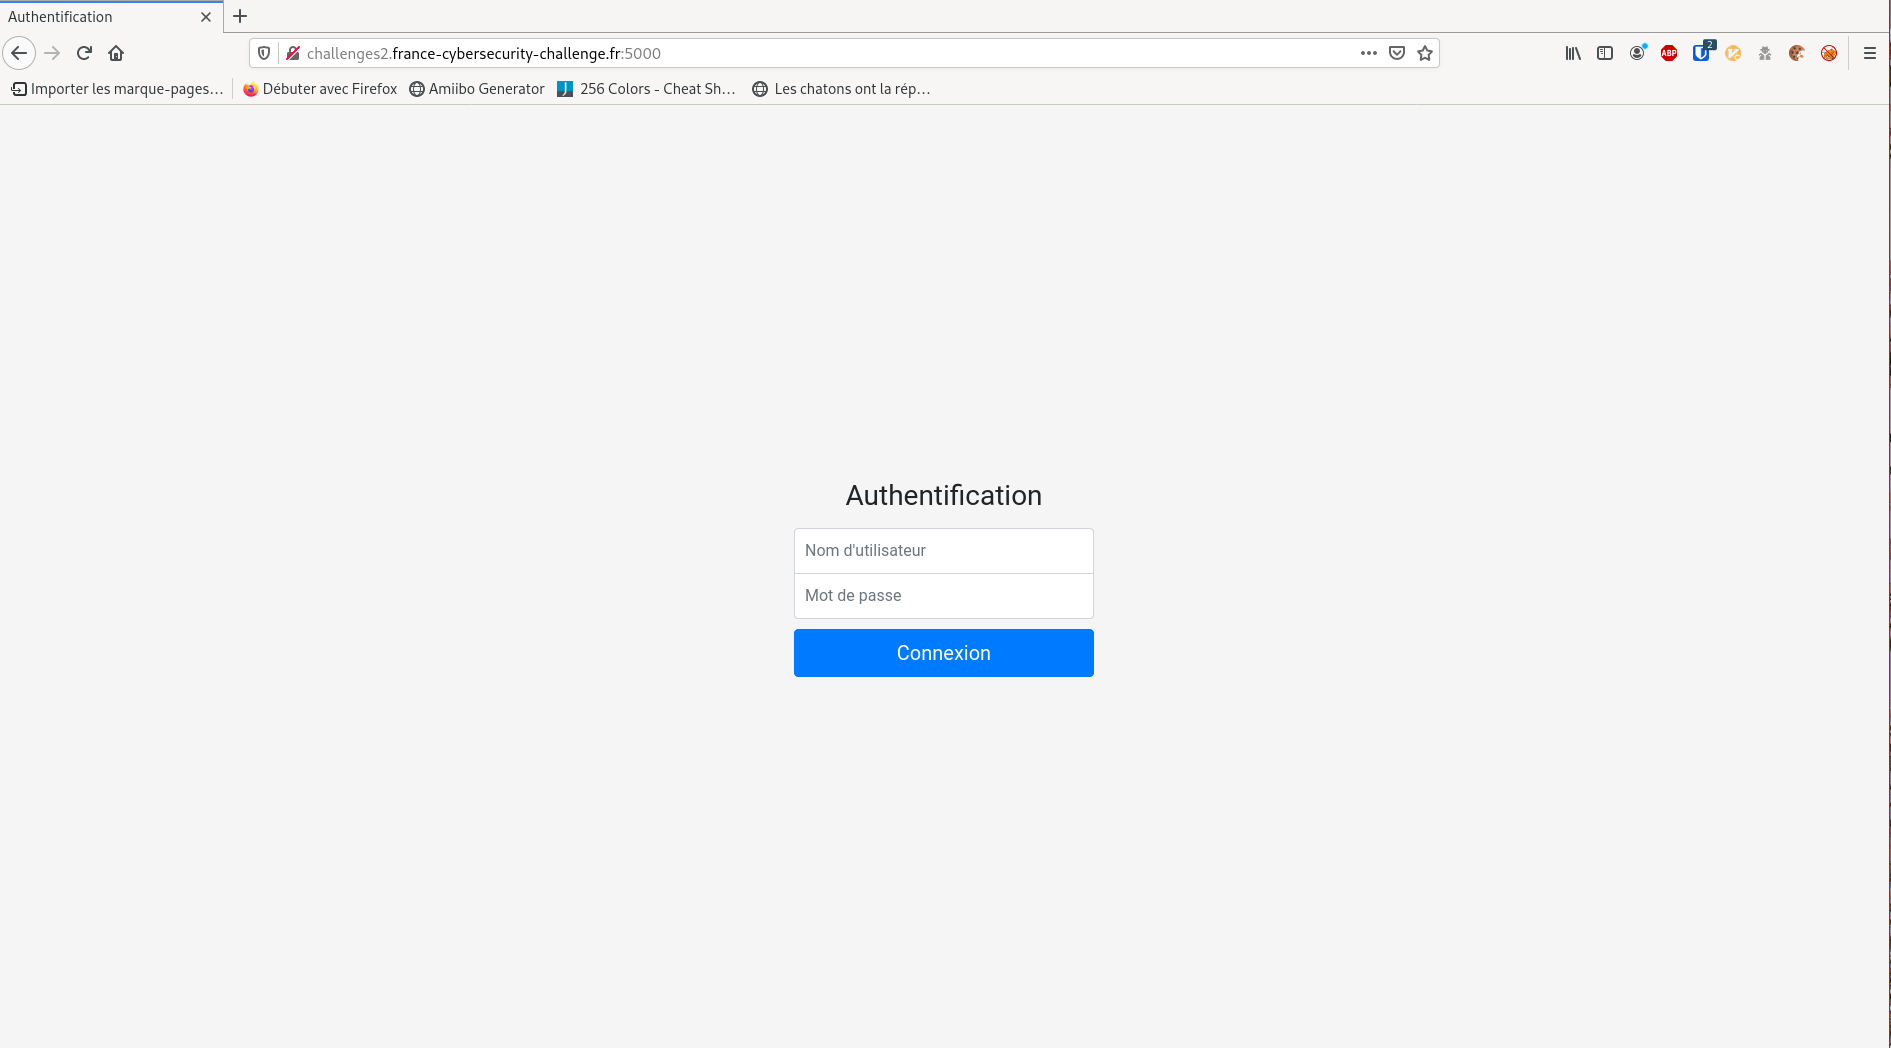 Authentification
challenges2.france-cybersecurity-challenge.fr:5000
ABP
2
Importer les marque-pages… Débuter avec Firefox Amiibo Generator 256 Colors - Cheat Sh… Les chatons ont la rép…
Authentification
Nom d'utilisateur
Mot de passe
Connexion